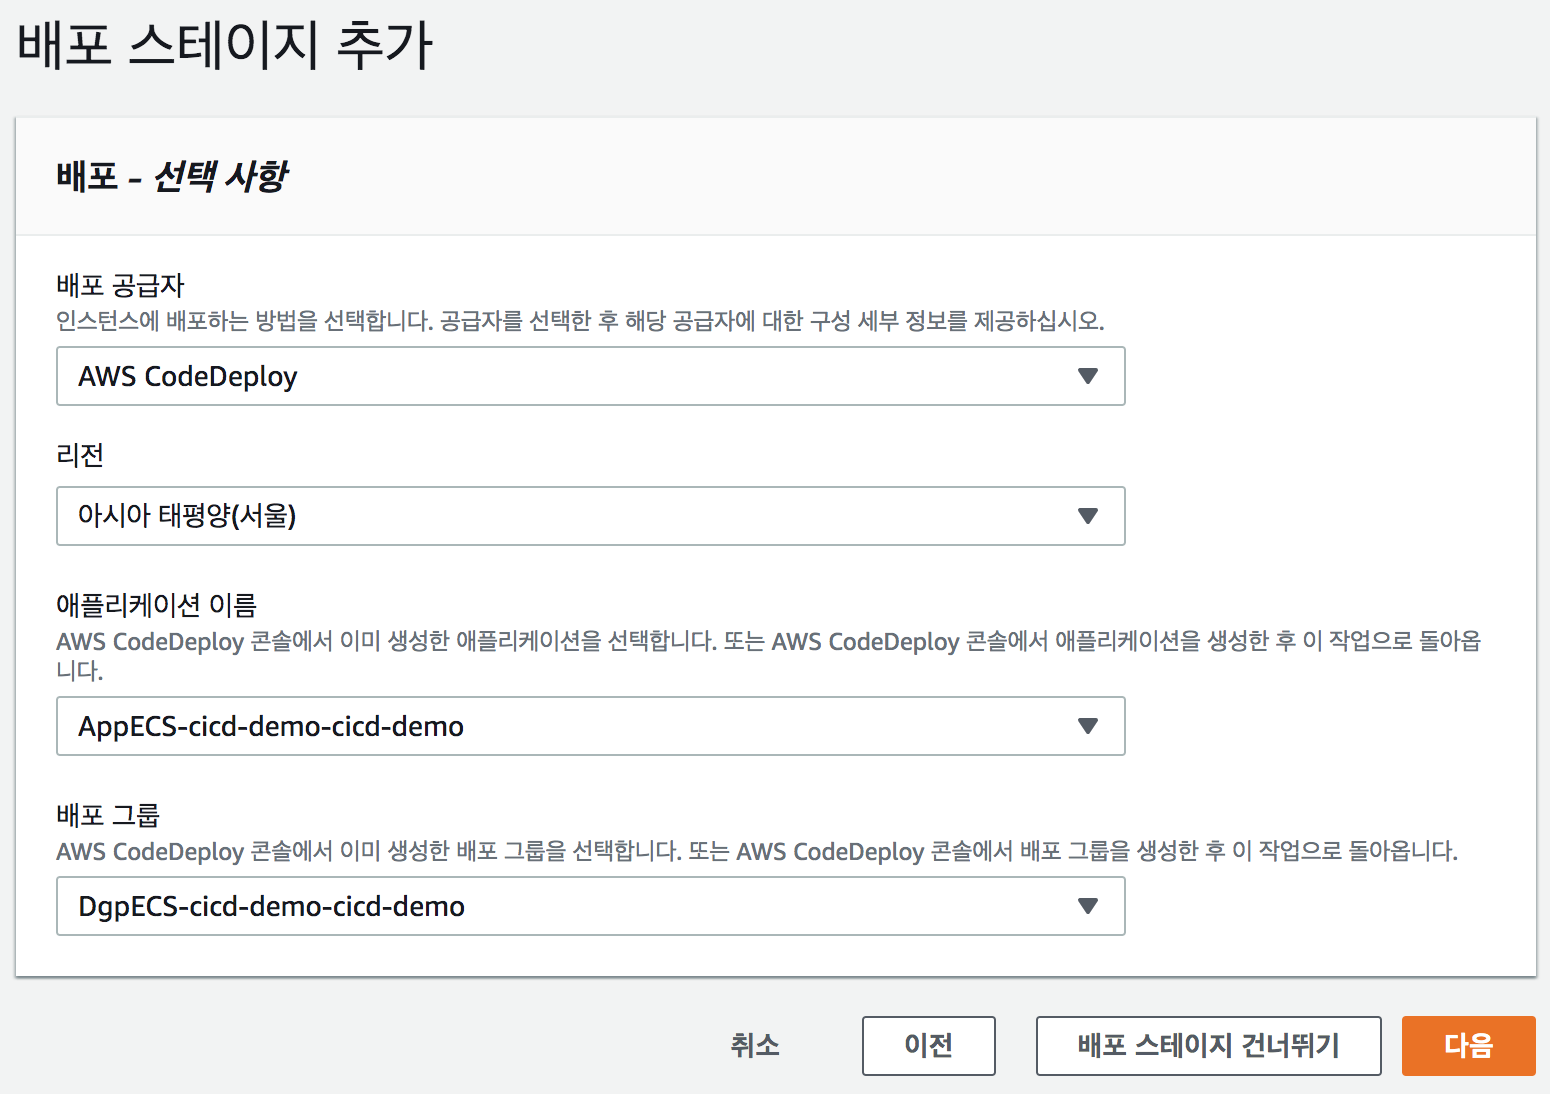 배포 스테이지 추가
배포 - 선택 사항
배포 공급자
인스턴스에 배포하는 방법을 선택합니다. 공급자를 선택한 후 해당 공급자에 대한 구성 세부 정보를 제공하십시오.
AWS CodeDeploy
리전
아시아 태평양(서울)
애플리케이션 이름
AWS CodeDeploy 콘솔에서 이미 생성한 애플리케이션을 선택합니다. 또는 AWS CodeDeploy 콘솔에서 애플리케이션을 생성한 후 이 작업으로 돌아옵
니다.
AppECS-cicd-demo-cicd-demo
배포 그룹
AWS CodeDeploy 콘솔에서 이미 생성한 배포 그룹을 선택합니다. 또는 AWS CodeDeploy 콘솔에서 배포 그룹을 생성한 후 이 작업으로 돌아옵니다.
DgpECS-cicd-demo-cicd-demo
취소 이전 배포 스테이지 건너뛰기 다음